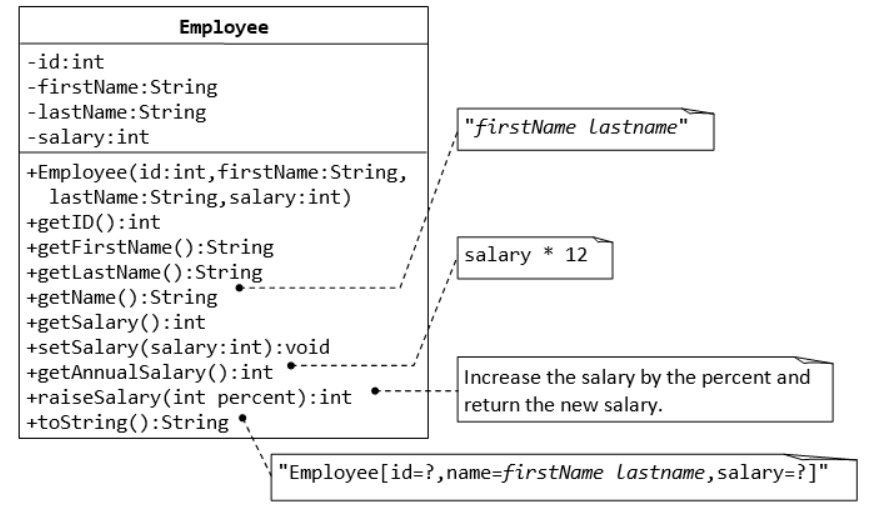 Employee
-id:int
-firstName:String
-lastName:String
-salary:int
+Employee(id:int,firstName:String,
lastName:String,salary:int)
+getID():int
+getFirstName():String
+getLastName():String
+getName():String
+getSalary():int
+setSalary(salary:int):void
+getAnnualSalary():int
+raiseSalary(int percent):int
+toString():String
"firstName lastname"
salary * 12
Increase the salary by the percent and
return the new salary.
"Employee[id=?,name=firstName lastname,salary=?]"